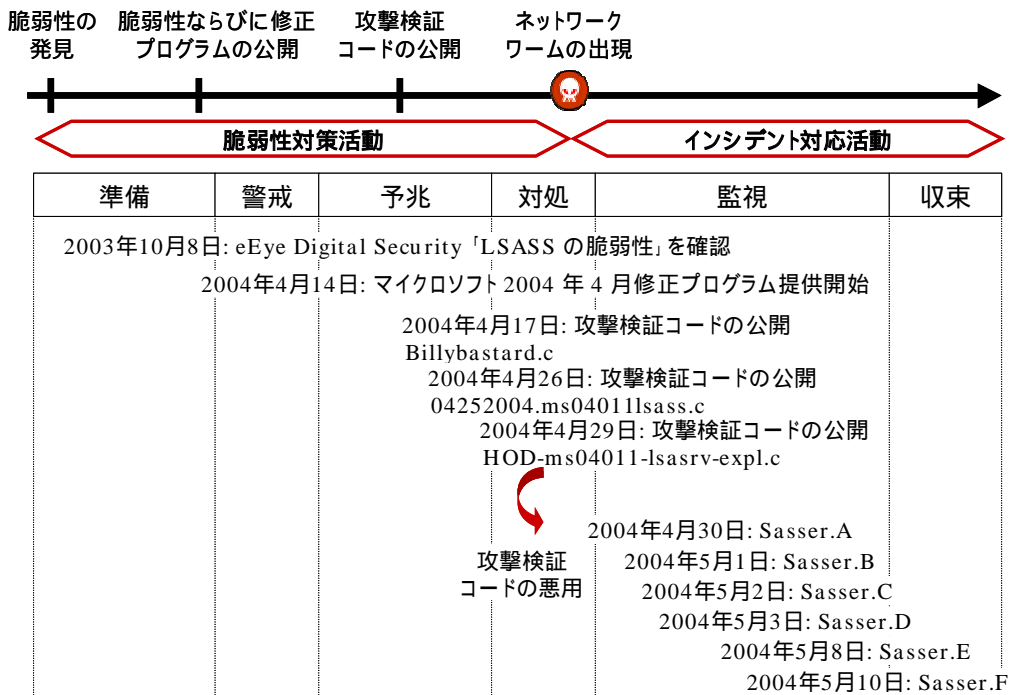 脆弱性の
発見
脆弱性ならびに修正
プログラムの公開
攻撃検証
コードの公開
ネットワーク
ワームの出現
脆弱性対策活動
インシデント対応活動
準備
警戒
予兆
対処
監視
収束
2003年10月8日: eEye Digital Security「LSASS の脆弱性」を確認
2004年4月14日: マイクロソフト 2004 年 4 月修正プログラム提供開始
2004年4月17日: 攻撃検証コードの公開
Billybastard.c
2004年4月26日: 攻撃検証コードの公開
04252004.ms04011lsass.c
2004年4月29日: 攻撃検証コードの公開
HOD-ms04011-lsasrv-expl.c
攻撃検証
コードの悪用
2004年4月30日: Sasser.A
2004年5月1日: Sasser.B
2004年5月2日: Sasser.C
2004年5月3日: Sasser.D
2004年5月8日: Sasser.E
2004年5月10日: Sasser.F